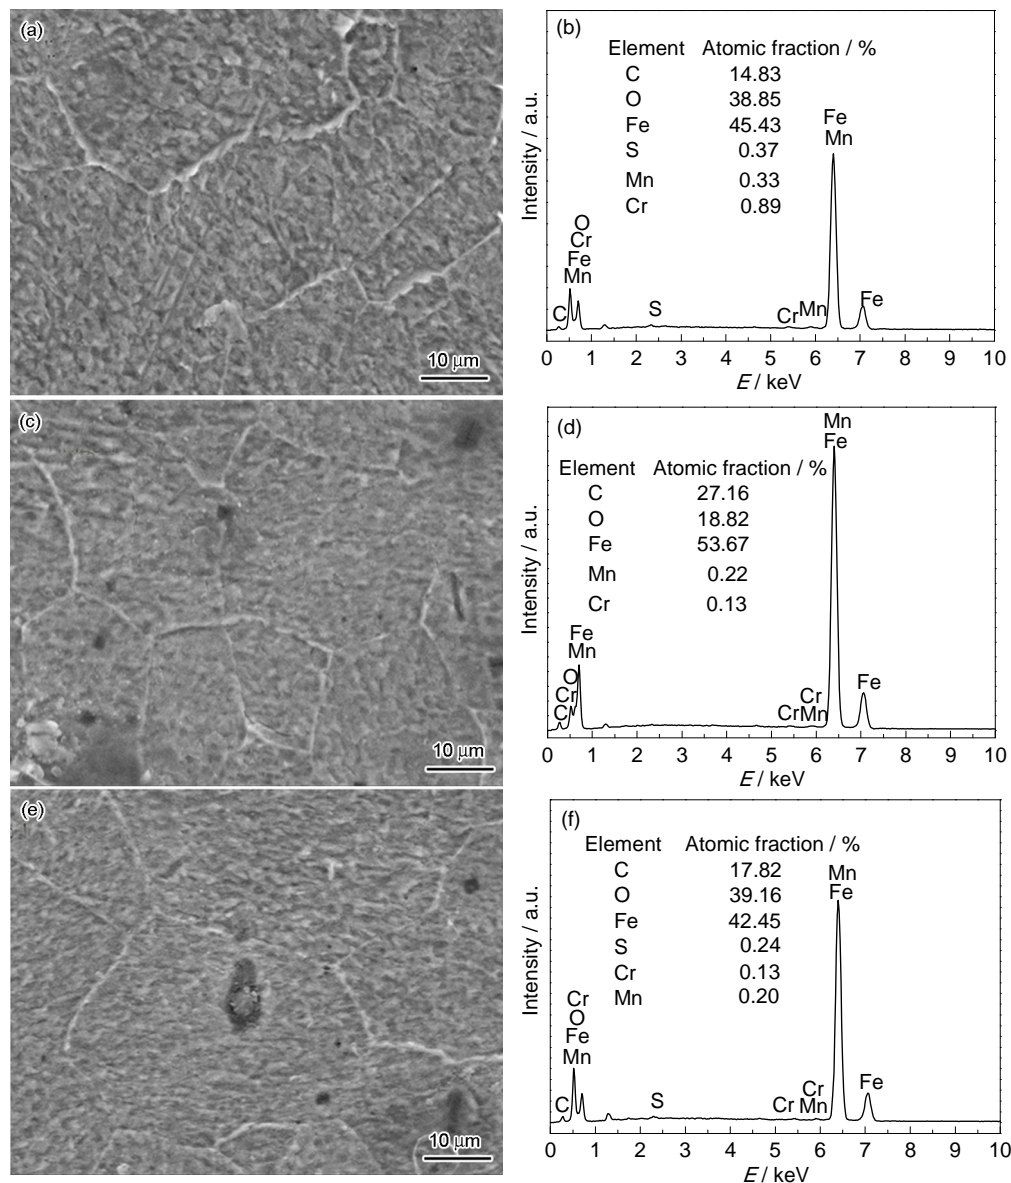 (a)
10 μm
(b)
Element Atomic fraction / %
C 14.83
O 38.85
Fe 45.43
S 0.37
Mn 0.33
Cr 0.89
Fe
Mn
O
Cr
Fe
Mn
C
S
Cr Mn
Fe
Intensity / a.u.
0 1 2 3 4 5 6 7 8 9 10
E / keV
(c)
10 μm
(d)
Mn
Fe
Element Atomic fraction / %
C 27.16
O 18.82
Fe 53.67
Mn 0.22
Cr 0.13
Fe
Mn
O
Cr
C
Cr
Cr Mn
Fe
Intensity / a.u.
0 1 2 3 4 5 6 7 8 9 10
E / keV
(e)
10 μm
(f)
Element Atomic fraction / %
C 17.82
O 39.16
Fe 42.45
S 0.24
Cr 0.13
Mn 0.20
Mn
Fe
Cr
O
Fe
Mn
C
S
Cr
Cr Mn
Fe
Intensity / a.u.
0 1 2 3 4 5 6 7 8 9 10
E / keV